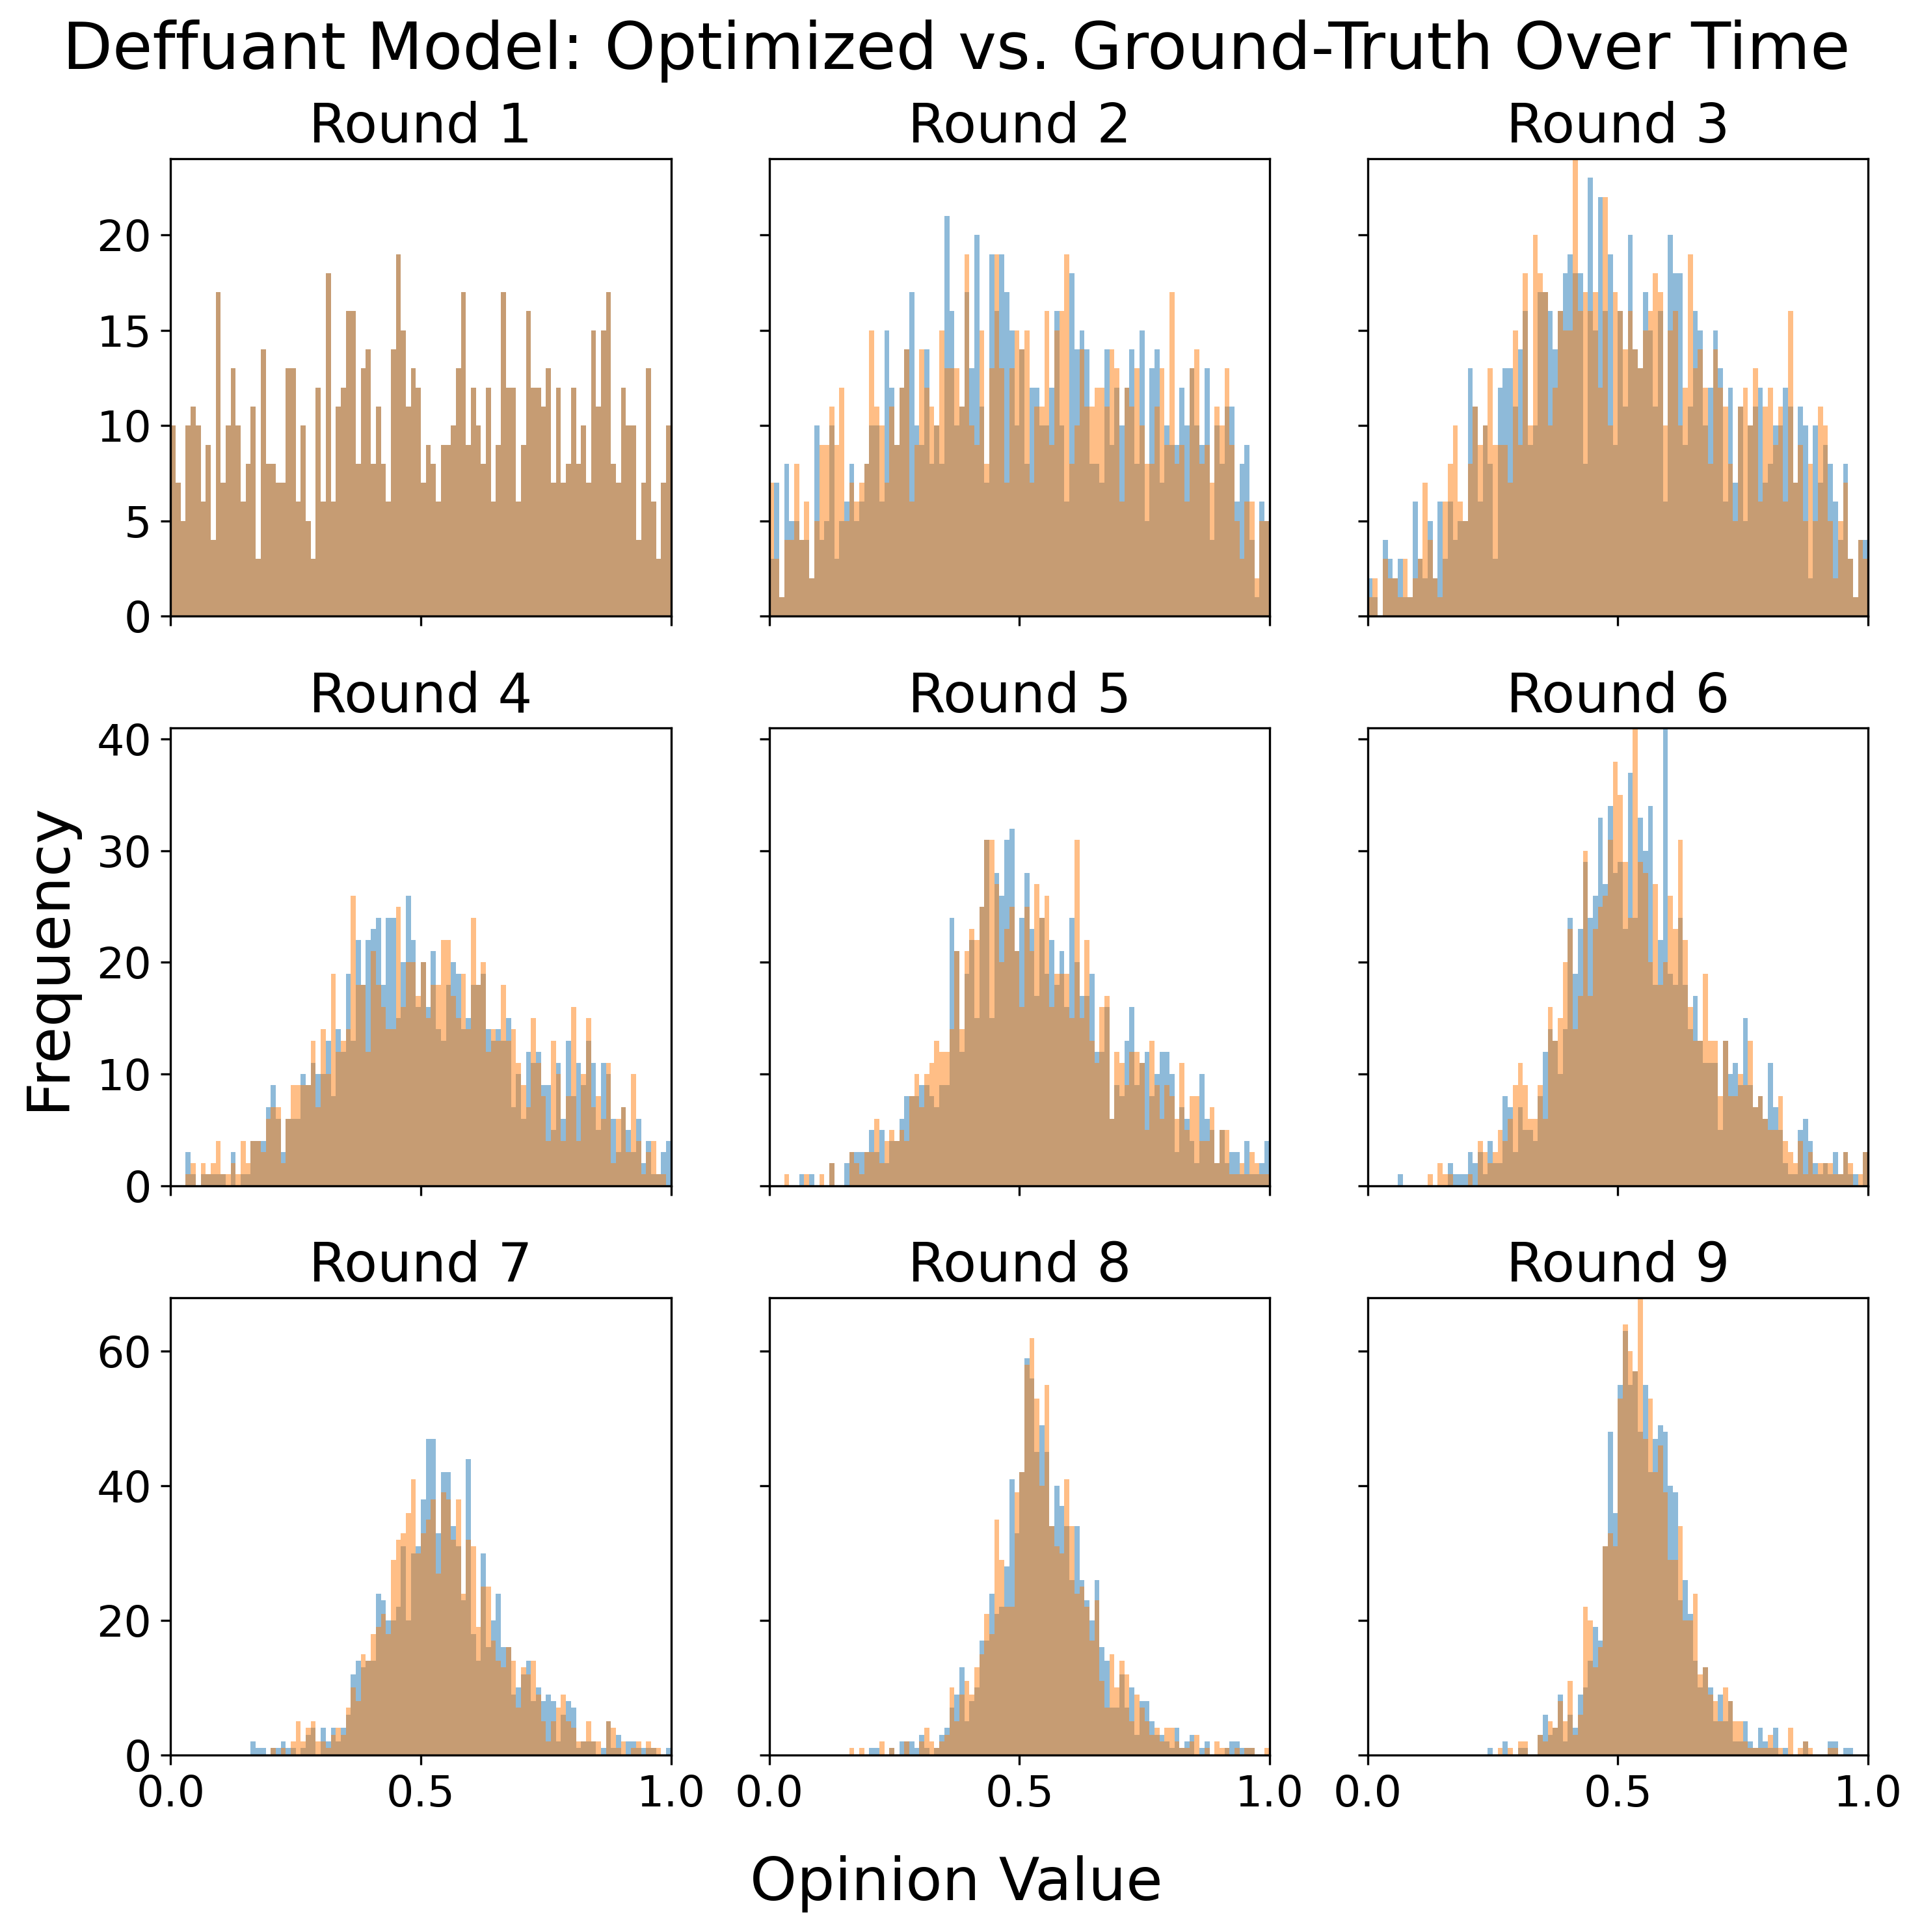 Deffuant Model: Optimized vs. Ground-Truth Over Time
Round 1
Round 2
Round 3
20
15
10
5
0
Round 4
Round 5
Round 6
40
30
20
10
0
Frequency
Round 7
Round 8
Round 9
60
40
20
0
0.0 0.5 1.0
0.0 0.5 1.0
0.0 0.5 1.0
Opinion Value